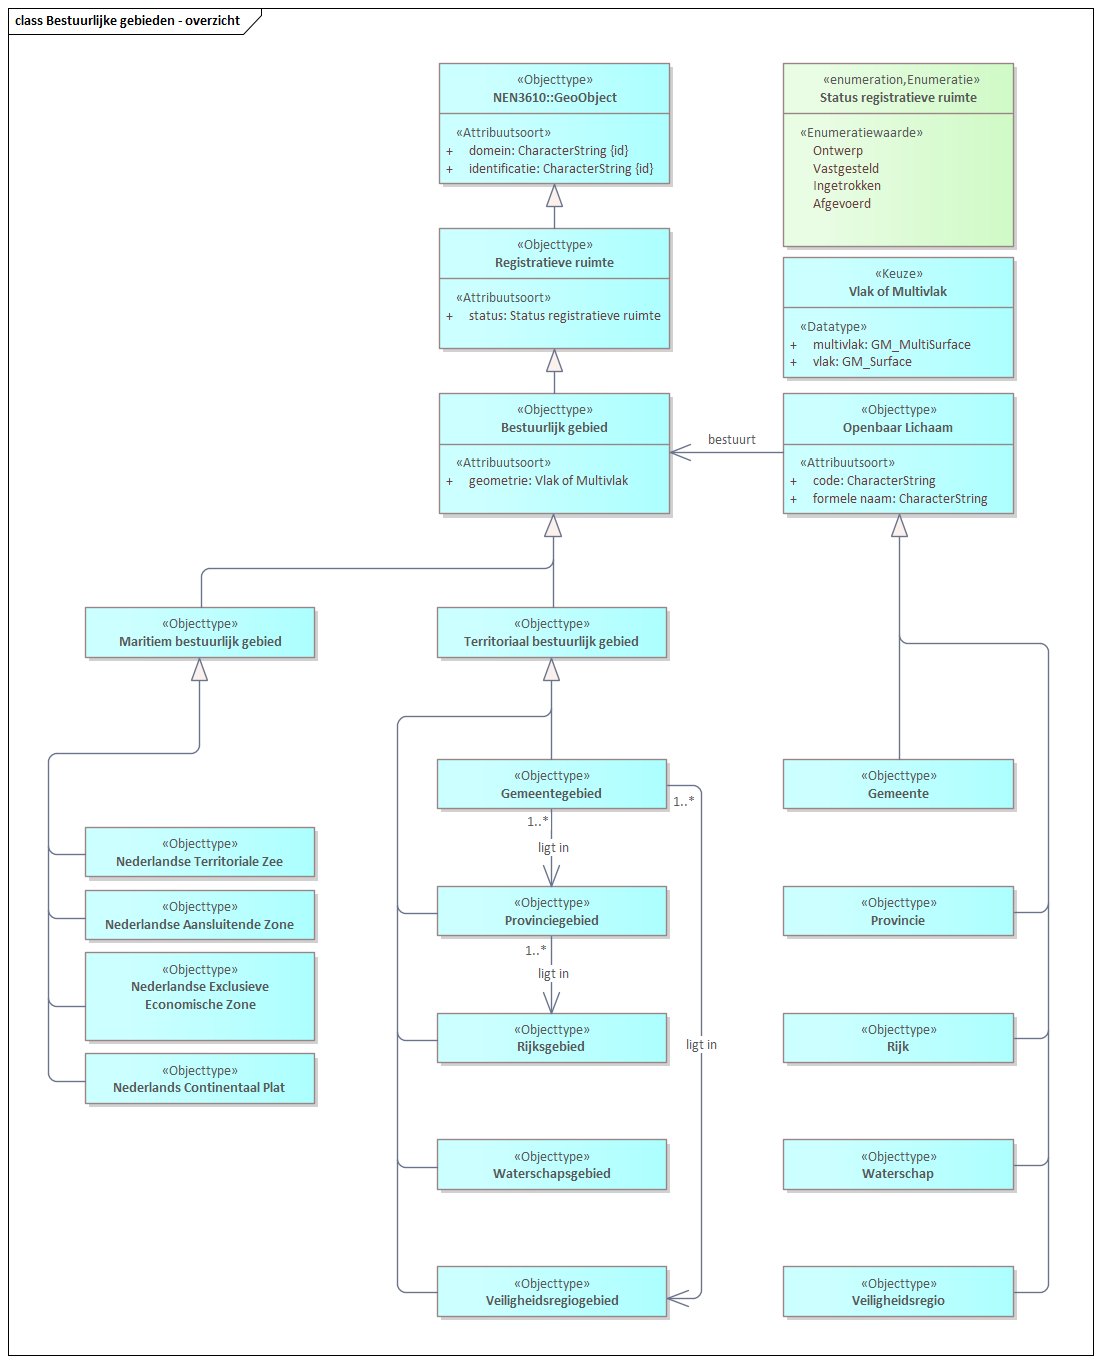 class Bestuurlijke gebieden - overzicht
«Objecttype»
NEN3610::GeoObject
«Attribuutsoort»
+ domein: CharacterString {id}
+ identificatie: CharacterString {id}
«enumeration,Enumeratie»
Status registratieve ruimte
«Enumeratiewaarde»
Ontwerp
Vastgesteld
Ingetrokken
Afgevoerd
«Objecttype»
Registratieve ruimte
«Attribuutsoort»
+ status: Status registratieve ruimte
«Keuze»
Vlak of Multivlak
«Datatype»
+ multivlak: GM_MultiSurface
+ vlak: GM_Surface
«Objecttype»
Bestuurlijk gebied
«Attribuutsoort»
+ geometrie: Vlak of Multivlak
bestuurt
«Objecttype»
Openbaar Lichaam
«Attribuutsoort»
+ code: CharacterString
+ formele naam: CharacterString
«Objecttype»
Maritiem bestuurlijk gebied
«Objecttype»
Territoriaal bestuurlijk gebied
«Objecttype»
Gemeentegebied
1..*
1..*
ligt in
«Objecttype»
Gemeente
«Objecttype»
Nederlandse Territoriale Zee
«Objecttype»
Nederlandse Aansluitende Zone
«Objecttype»
Nederlandse Exclusieve
Economische Zone
«Objecttype»
Nederlands Continentaal Plat
«Objecttype»
Provinciegebied
1..*
ligt in
«Objecttype»
Provincie
«Objecttype»
Rijksgebied
ligt in
«Objecttype»
Rijk
«Objecttype»
Waterschapsgebied
«Objecttype»
Waterschap
«Objecttype»
Veiligheidsregiogebied
«Objecttype»
Veiligheidsregio